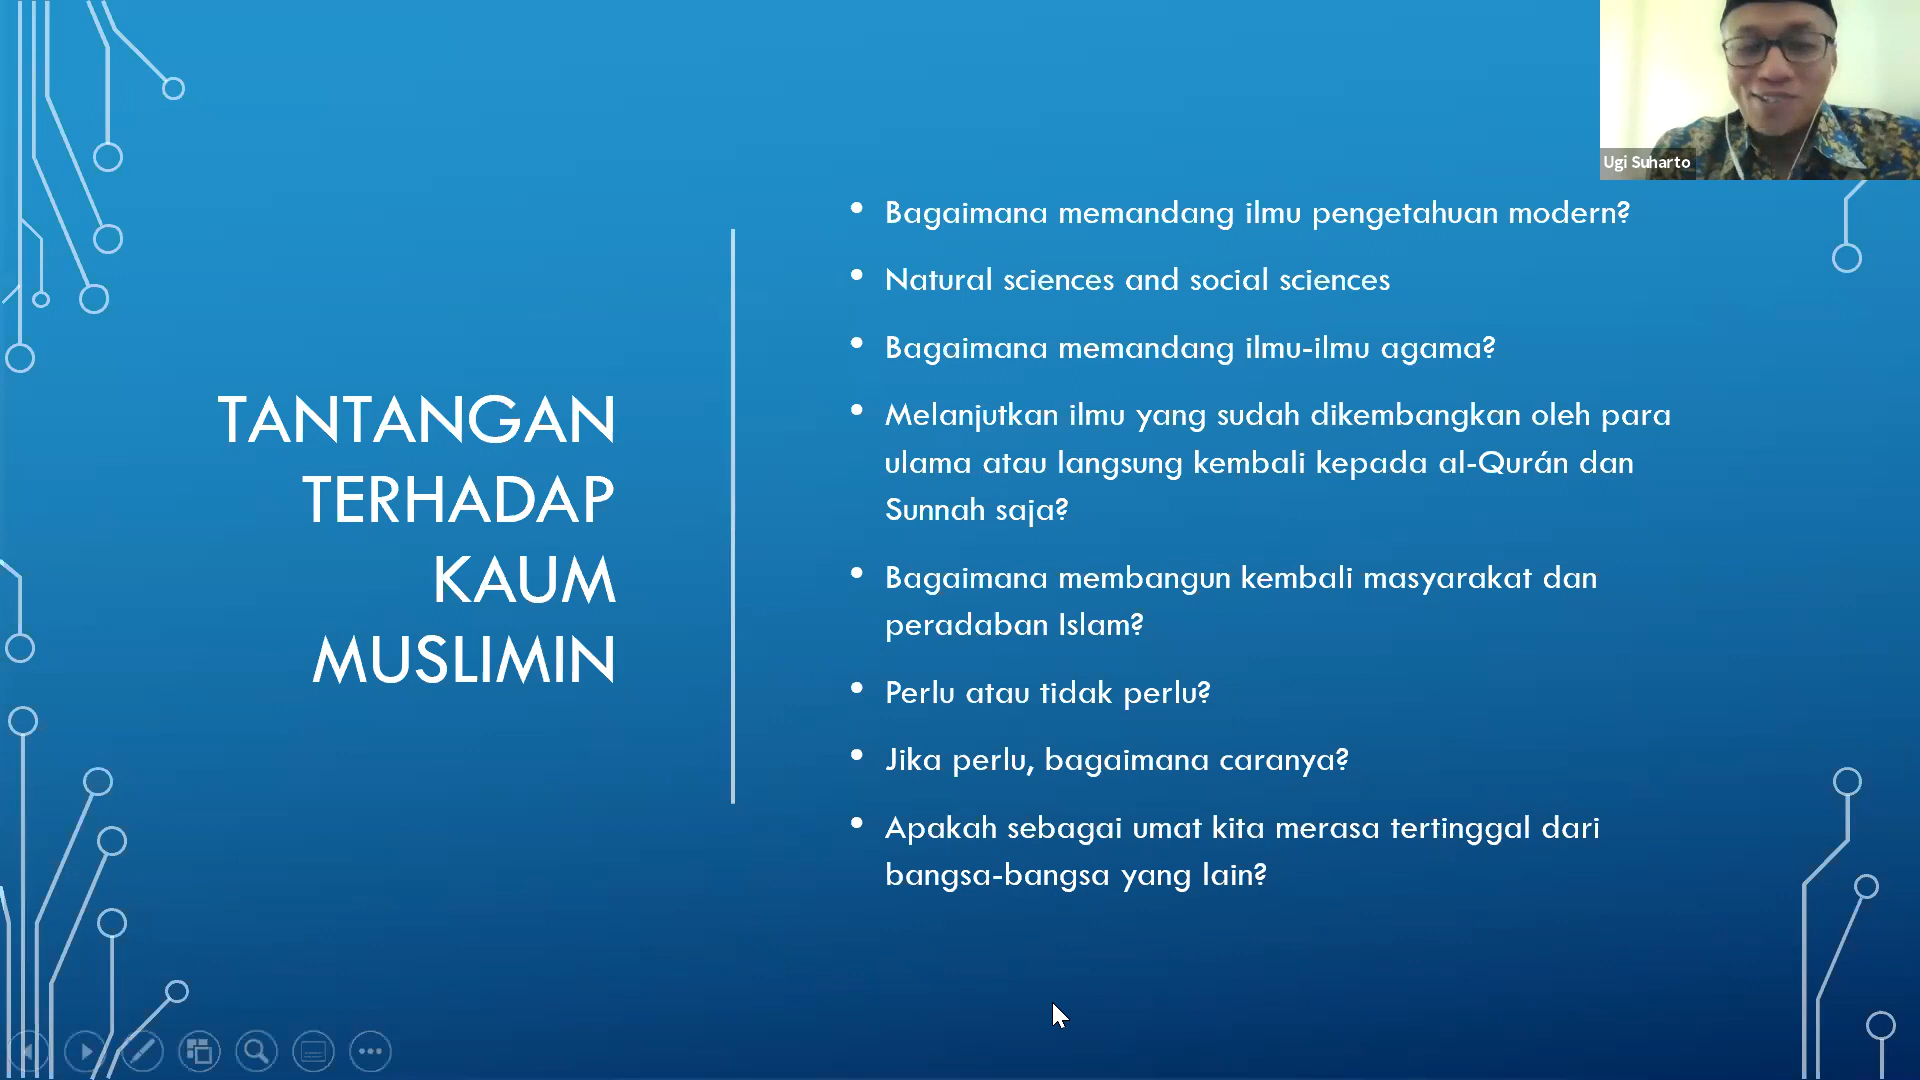 TANTANGAN
TERHADAP
KAUM
MUSLIMIN
Bagaimana memandang ilmu pengetahuan modern?
Natural sciences and social sciences
Bagaimana memandang ilmu-ilmu agama?
Melanjutkan ilmu yang sudah dikembangkan oleh para
ulama atau langsung kembali kepada al-Qurán dan
Sunnah saja?
Bagaimana membangun kembali masyarakat dan
peradaban Islam?
Perlu atau tidak perlu?
Jika perlu, bagaimana caranya?
Apakah sebagai umat kita merasa tertinggal dari
bangsa-bangsa yang lain?
Ugi Suharto